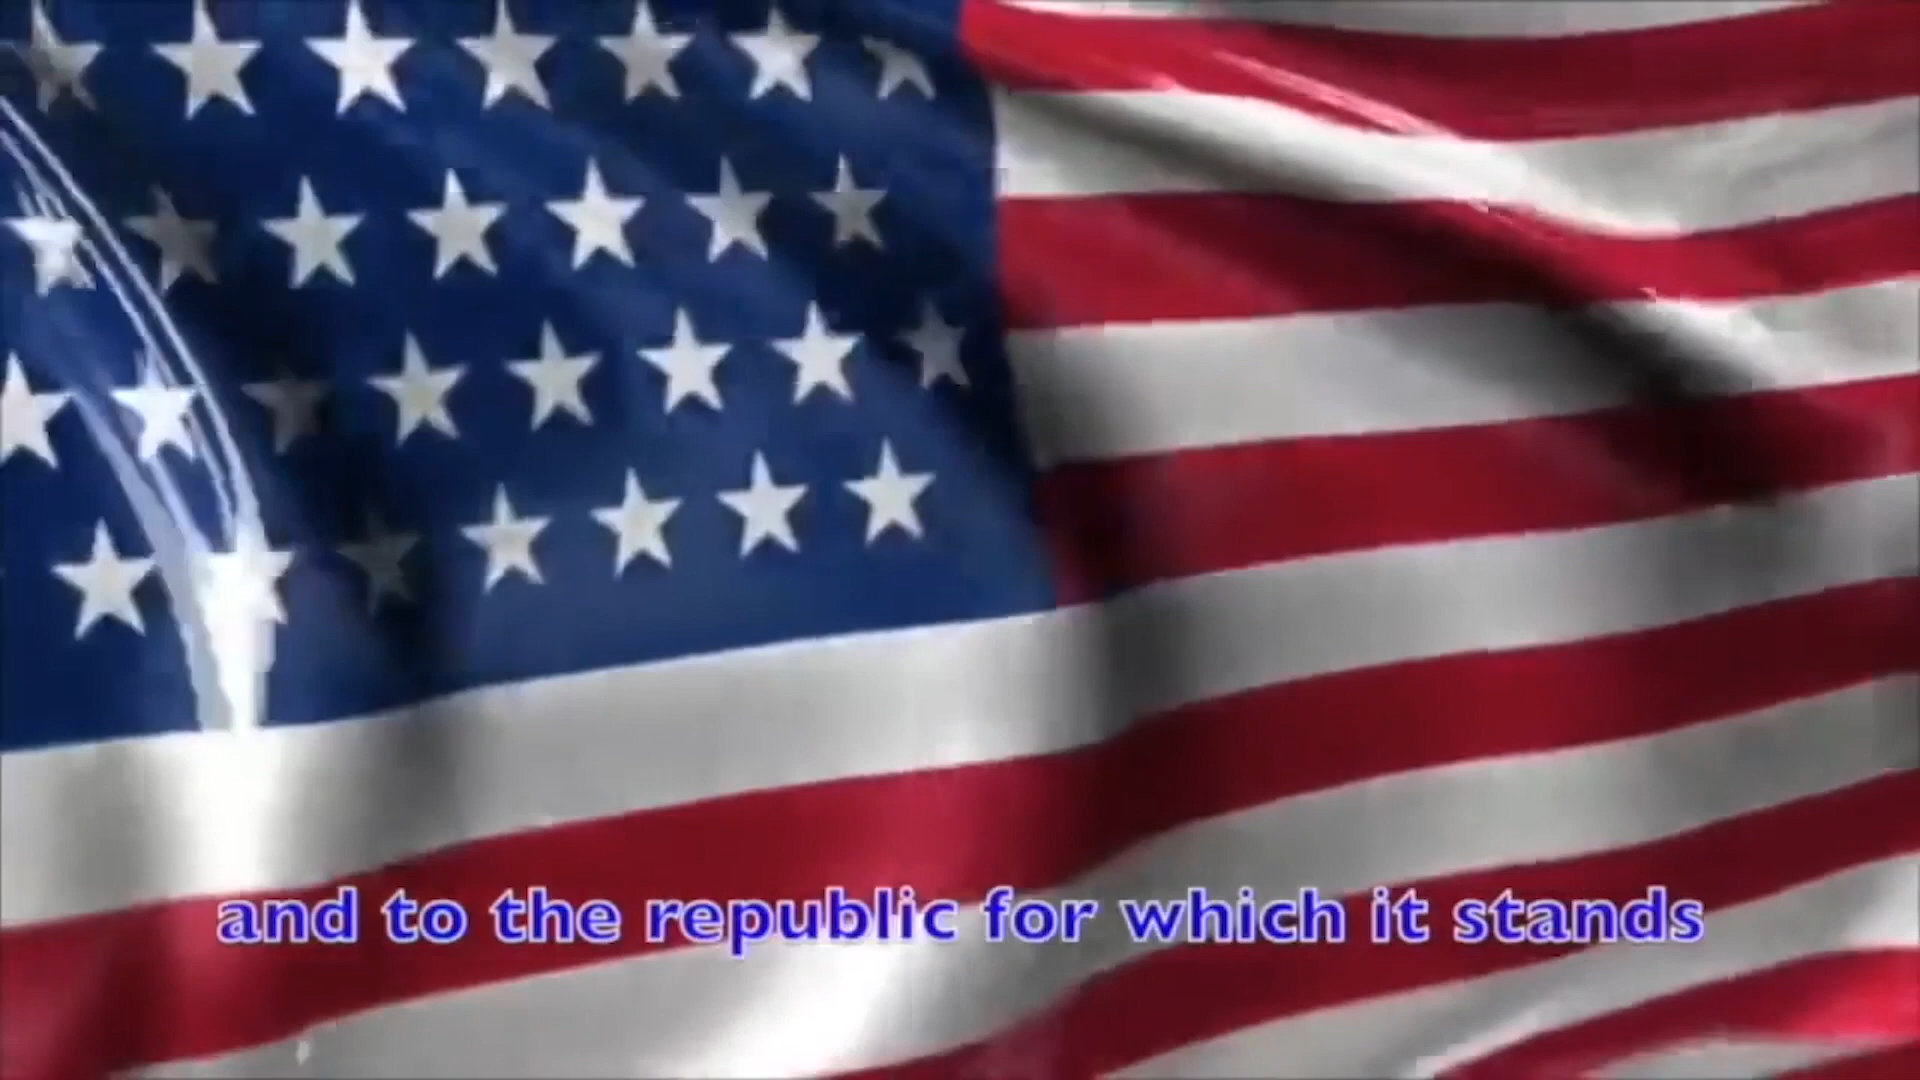 and to the republic for which it stands